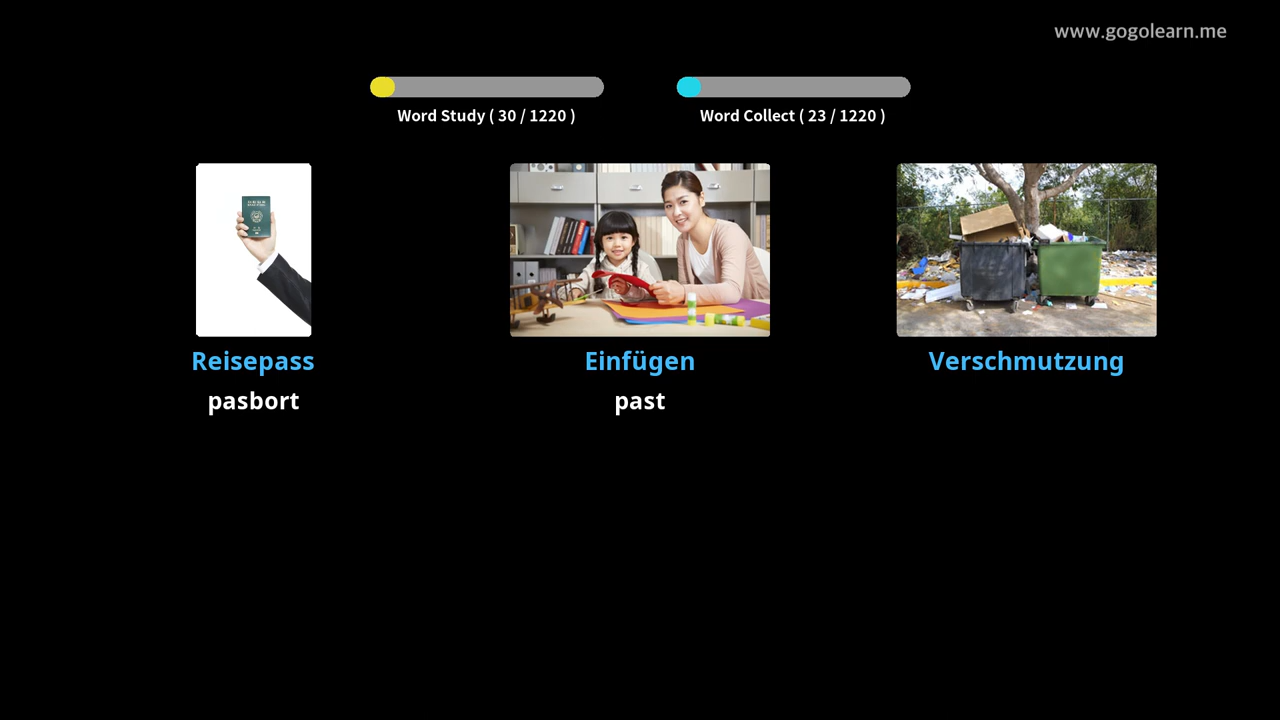 www.gogolearn.me
Word Study ( 30 / 1220 )
Word Collect ( 23 / 1220 )
Reisepass
Einfügen
Verschmutzung
pasbort
past